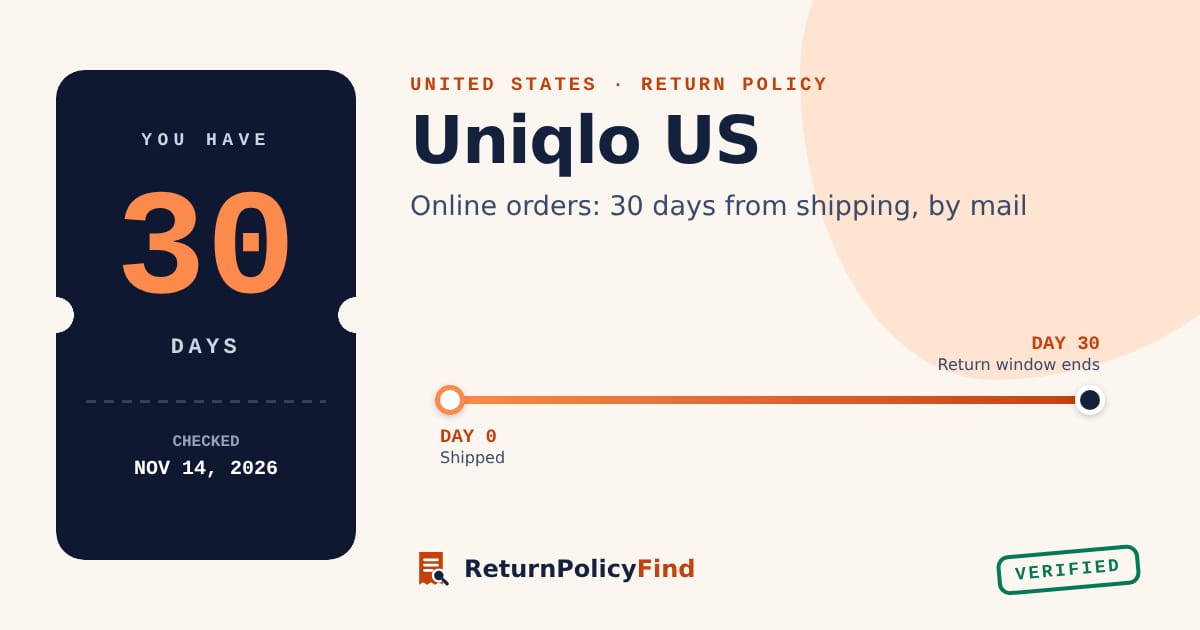 YOU HAVE
30
DAYS
CHECKED
NOV 14, 2026
UNITED STATES · RETURN POLICY
Uniqlo US
Online orders: 30 days from shipping, by mail
DAY 30
Return window ends
DAY 0
Shipped
ReturnPolicyFind
VERIFIED